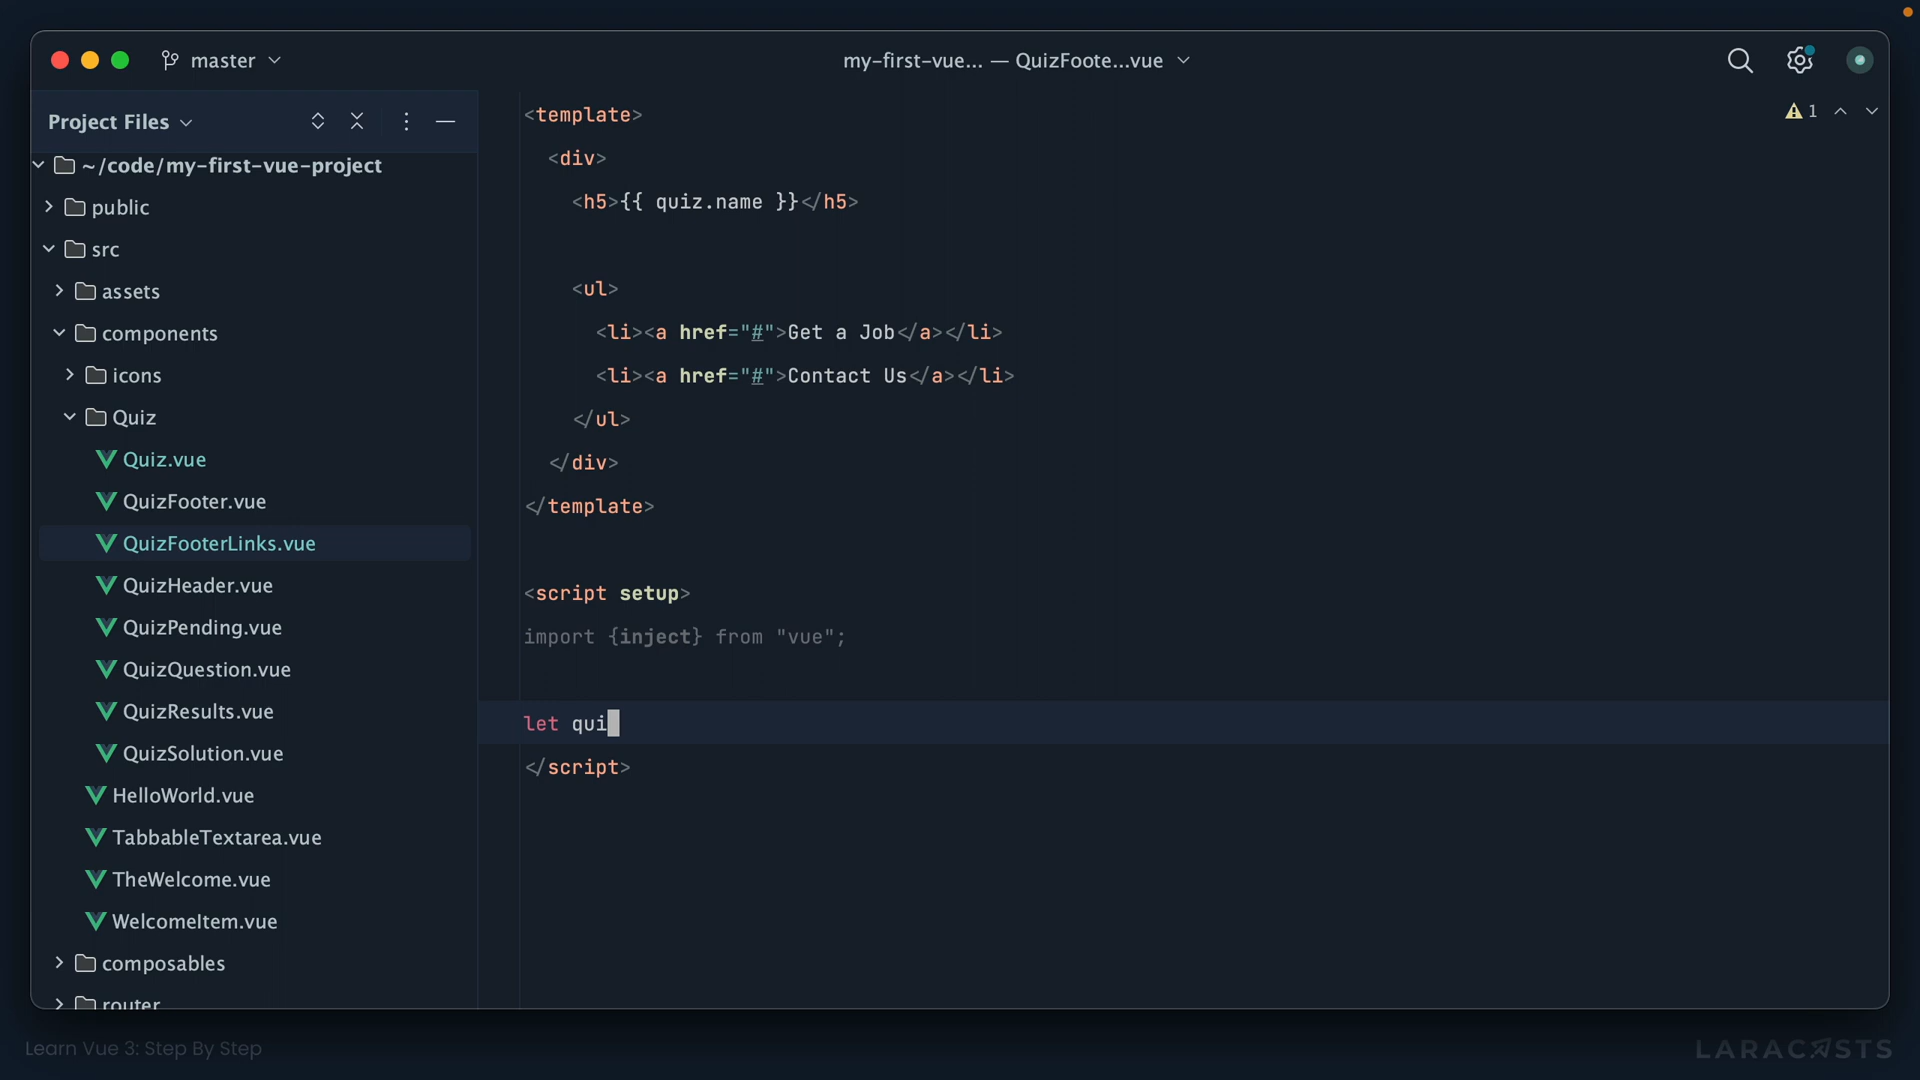 master
my-first-vue... — QuizFoote...vue
Project Files
~/code/my-first-vue-project
public
src
assets
components
icons
Quiz
Quiz.vue
QuizFooter.vue
QuizFooterLinks.vue
QuizHeader.vue
QuizPending.vue
QuizQuestion.vue
QuizResults.vue
QuizSolution.vue
HelloWorld.vue
TabbableTextarea.vue
TheWelcome.vue
WelcomeItem.vue
composables
router
1
<template>
<div>
<h5>{{ quiz.name }}</h5>
<ul>
<li><a href="#">Get a Job</a></li>
<li><a href="#">Contact Us</a></li>
</ul>
</div>
</template>
<script setup>
import {inject} from "vue";
let qui
</script>
Learn Vue 3: Step By Step
LARACASTS